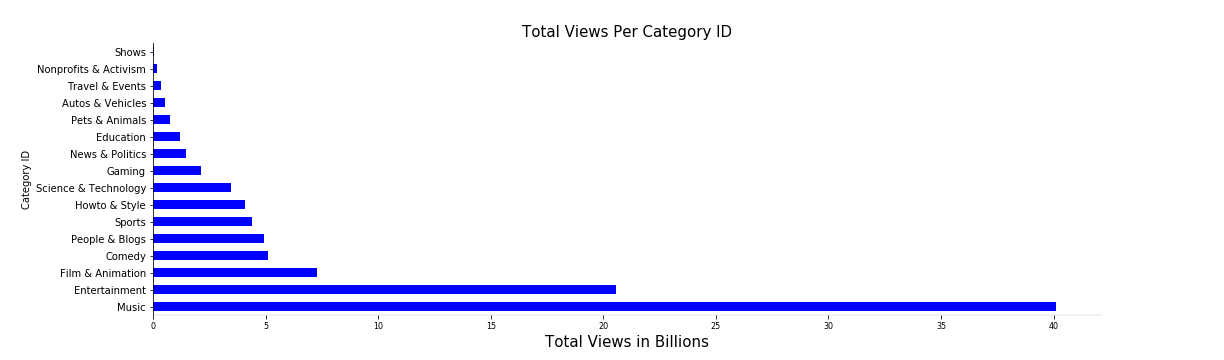 Total Views Per Category ID
Category ID
Shows
Nonprofits & Activism
Travel & Events
Autos & Vehicles
Pets & Animals
Education
News & Politics
Gaming
Science & Technology
Howto & Style
Sports
People & Blogs
Comedy
Film & Animation
Entertainment
Music
0 5 10 15 20 25 30 35 40
Total Views in Billions